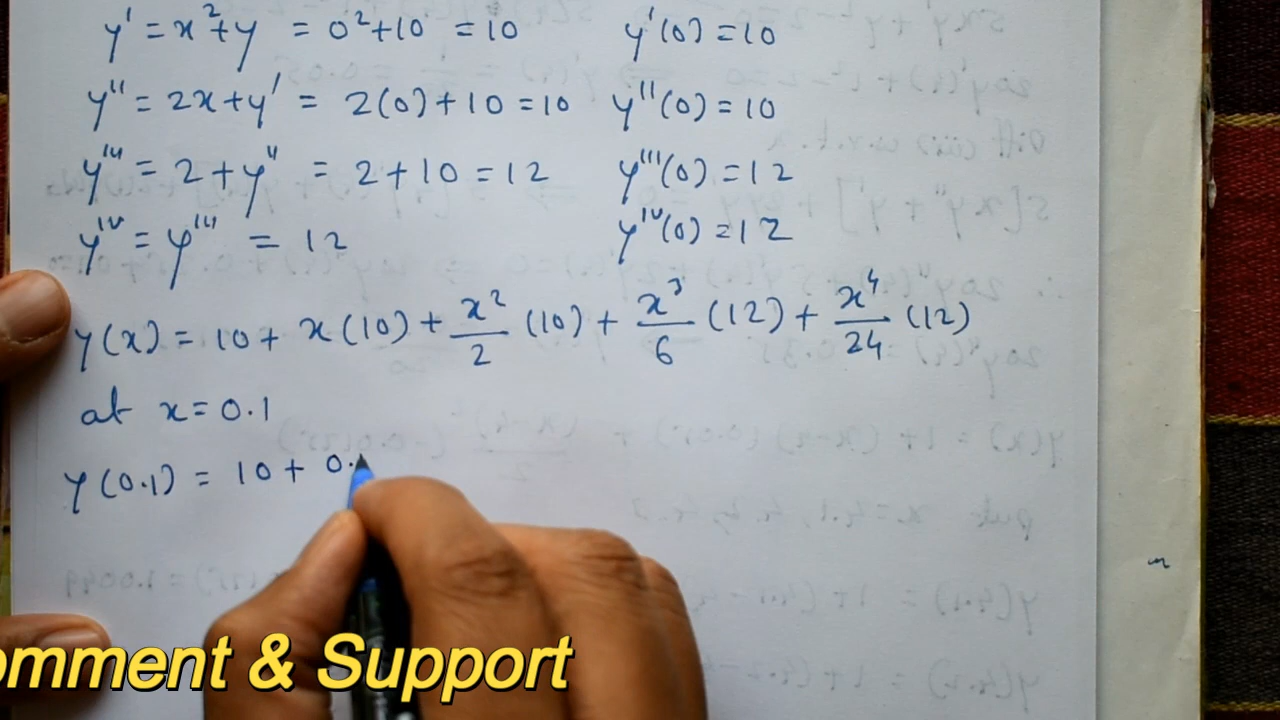 y' = x²+y = 0²+10 = 10 y'(0) = 10
y'' = 2x+y' = 2(0)+10 = 10 y''(0) = 10
y''' = 2+y'' = 2+10 = 12 y'''(0) = 12
y'ᵛ = y''' = 12 y'ᵛ(0) = 12
y(x) = 10 + x(10) + x²/2 (10) + x³/6 (12) + x⁴/24 (12)
at x = 0.1
y(0.1) = 10 + 0.
omment & Support